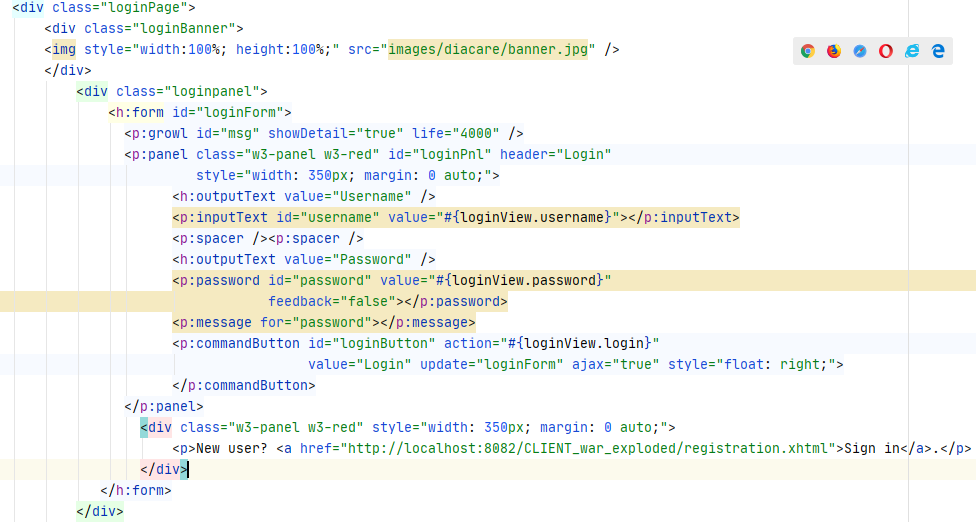 <div class="loginPage">
<div class="loginBanner">
<img style="width:100%; height:100%;" src="images/diacare/banner.jpg" />
</div>
<div class="loginpanel">
<h:form id="loginForm">
<p:growl id="msg" showDetail="true" life="4000" />
<p:panel class="w3-panel w3-red" id="loginPnl" header="Login"
style="width: 350px; margin: 0 auto;">
<h:outputText value="Username" />
<p:inputText id="username" value="#{loginView.username}"></p:inputText>
<p:spacer /><p:spacer />
<h:outputText value="Password" />
<p:password id="password" value="#{loginView.password}"
feedback="false"></p:password>
<p:message for="password"></p:message>
<p:commandButton id="loginButton" action="#{loginView.login}"
value="Login" update="loginForm" ajax="true" style="float: right;">
</p:commandButton>
</p:panel>
<div class="w3-panel w3-red" style="width: 350px; margin: 0 auto;">
<p>New user? <a href="http://localhost:8082/CLIENT_war_exploded/registration.xhtml">Sign in</a>.</p>
</div>
</h:form>
</div>